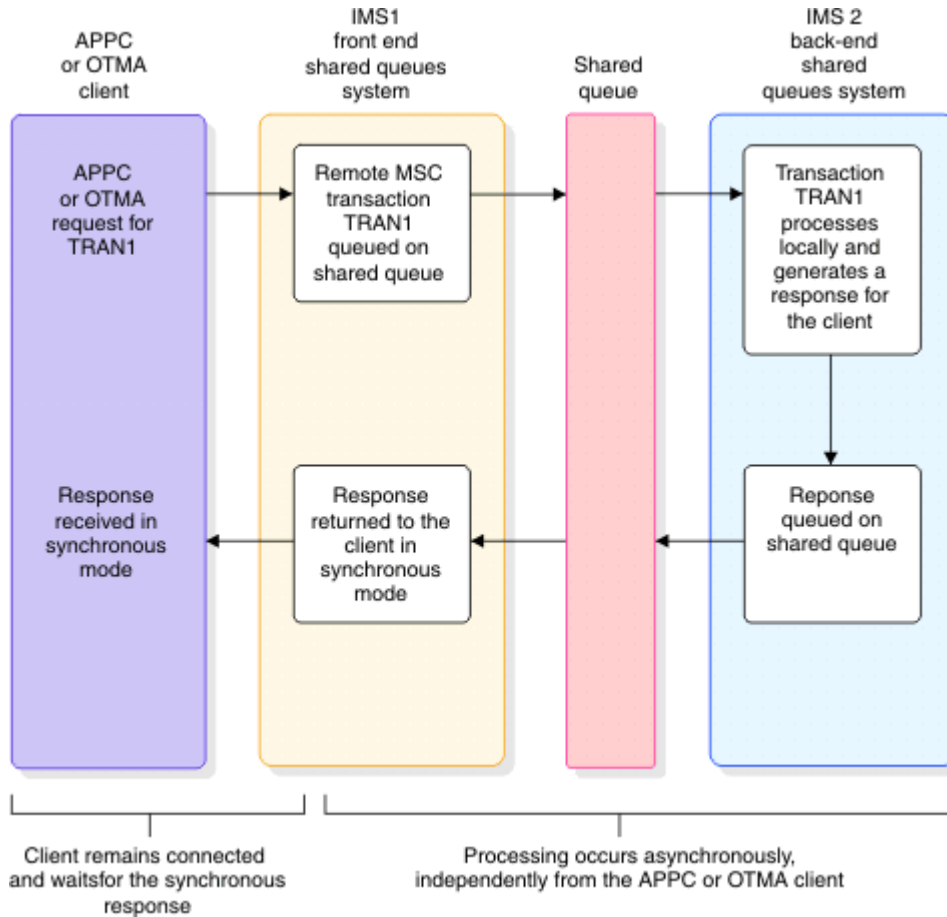 APPC
or OTMA
client
IMS1
front end
shared queues
system
Shared
queue
IMS 2
back-end
shared
queues system
APPC
or OTMA
request for
TRAN1
Remote MSC
transaction
TRAN1
queued on
shared queue
Transaction
TRAN1
processes
locally and
generates a
response for
the client
Response
received in
synchronous
mode
Response
returned to the
client in
synchronous
mode
Reponse
queued on
shared queue
Client remains connected
and waitsfor the synchronous
response
Processing occurs asynchronously,
independently from the APPC or OTMA client